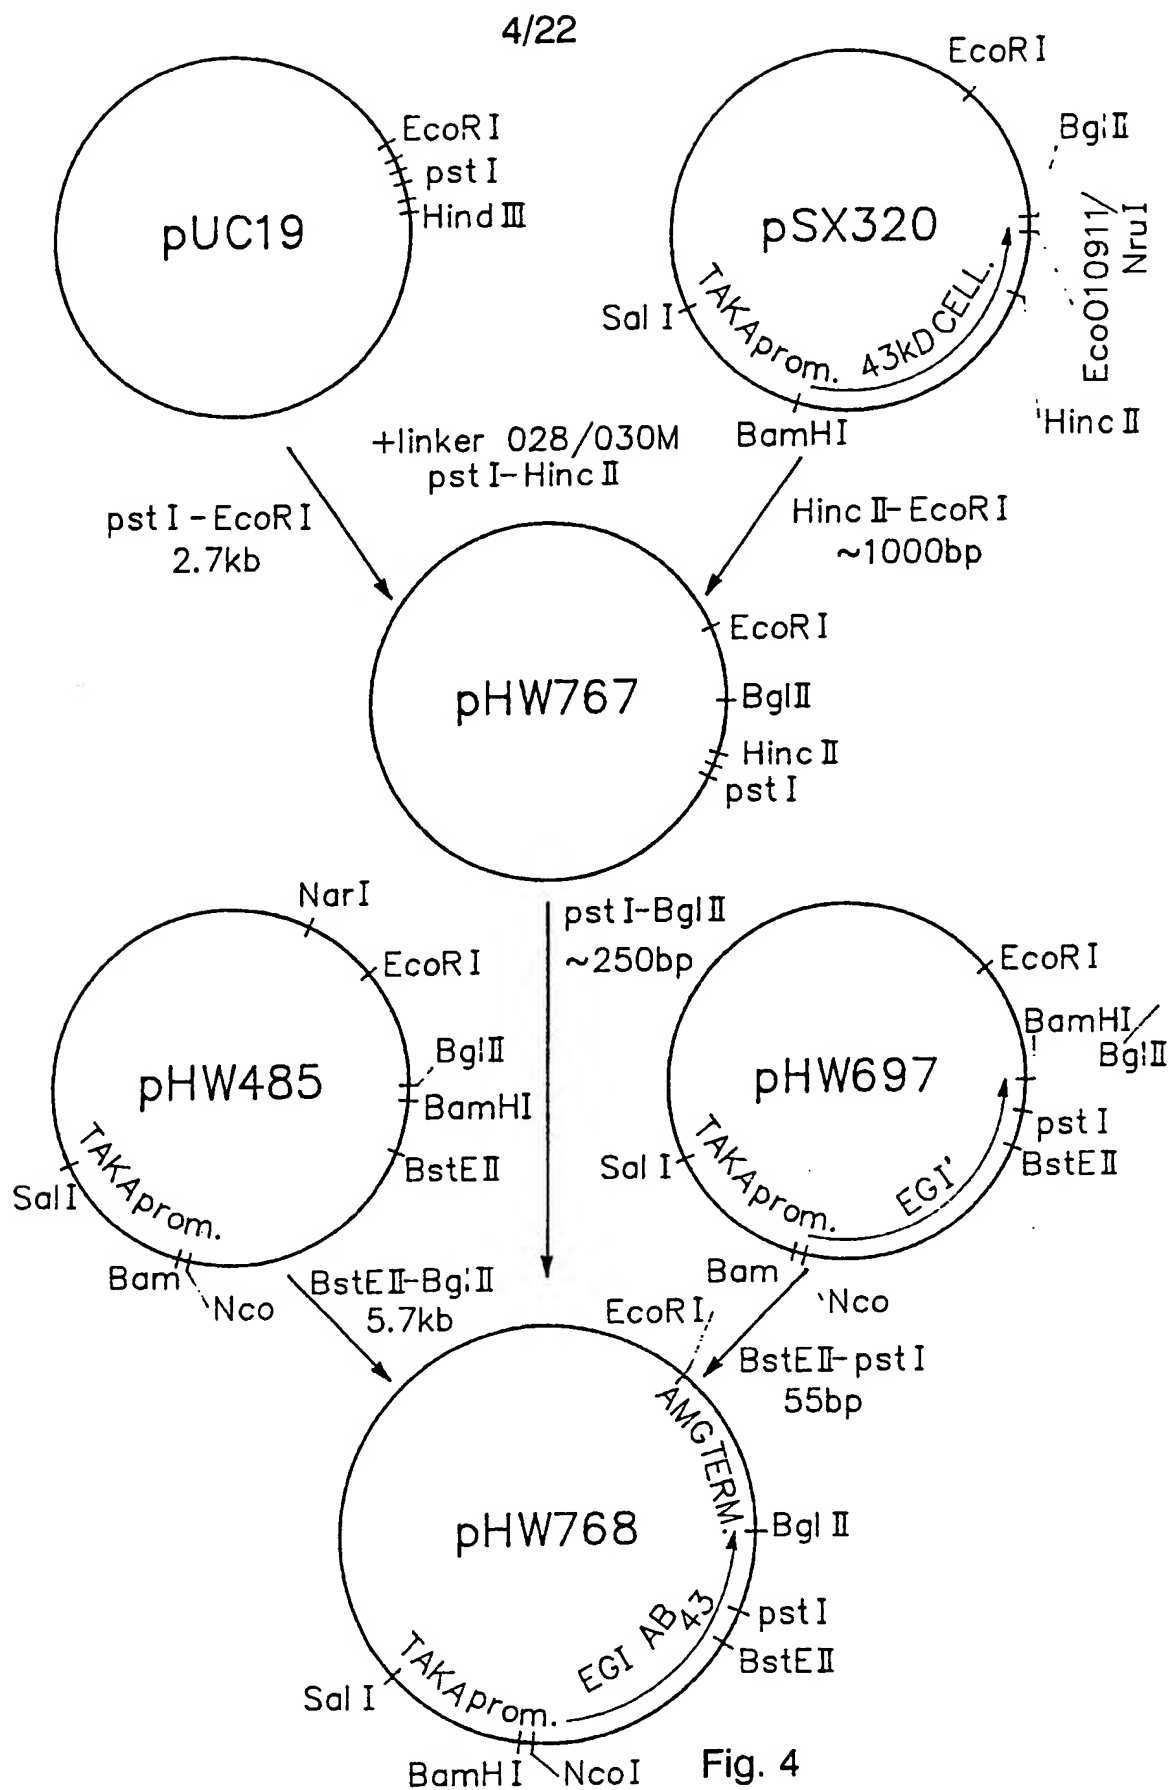 4/22
EcoRI
pstI
HindIII
pUC19
EcoRI
BglII
EcoO109I1/
NruI
HincII
pSX320
TAKAprom.
43kDCELL.
SalI
BamHI
+linker 028/030M
pstI-HincII
pstI-EcoRI
2.7kb
HincII-EcoRI
~1000bp
pHW767
EcoRI
BglII
HincII
pstI
pstI-BglII
~250bp
NarI
EcoRI
BglII
BamHI
BstEII
pHW485
TAKAprom.
SalI
Bam
Nco
EcoRI
BamHI/
BglII
pstI
BstEII
pHW697
TAKAprom.
EGI'
SalI
Bam
Nco
BstEII-BglII
5.7kb
BstEII-pstI
55bp
EcoRI
AMGTERM.
pHW768
BglII
pstI
BstEII
EGI AB 43
TAKAprom.
SalI
BamHI
NcoI
Fig. 4